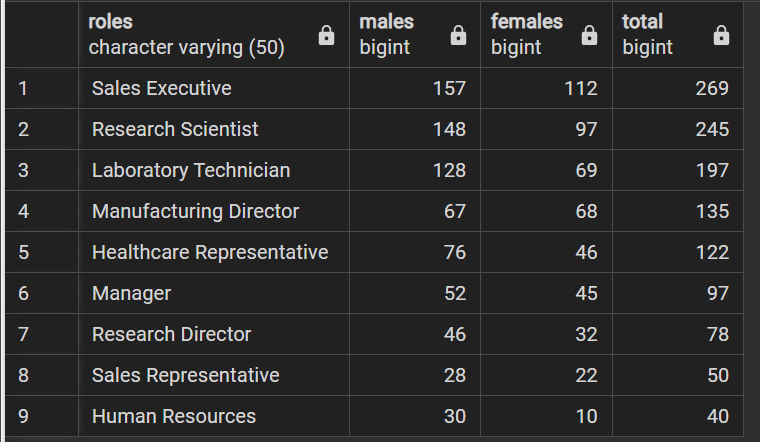 roles males females total
character varying (50) bigint bigint bigint
1 Sales Executive 157 112 269
2 Research Scientist 148 97 245
3 Laboratory Technician 128 69 197
4 Manufacturing Director 67 68 135
5 Healthcare Representative 76 46 122
6 Manager 52 45 97
7 Research Director 46 32 78
8 Sales Representative 28 22 50
9 Human Resources 30 10 40